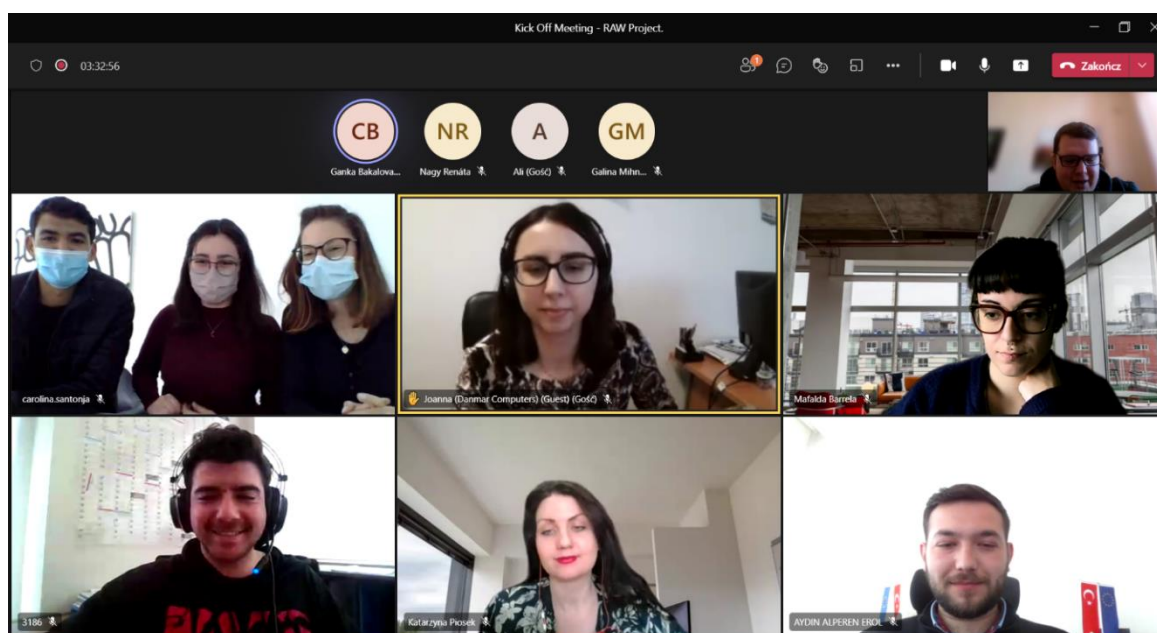 Kick Off Meeting - RAW Project.
03:32:56
1
Zakończ
CB
NR
A
GM
Ganka Bakalova...
Nagy Renáta
Ali (Gość)
Galina Mihn...
carolina.santonja
Joanna (Danmar Computers) (Guest) (Gość)
Mafalda Barrela
3186
Katarzyna Piosek
AYDIN ALPEREN EROL